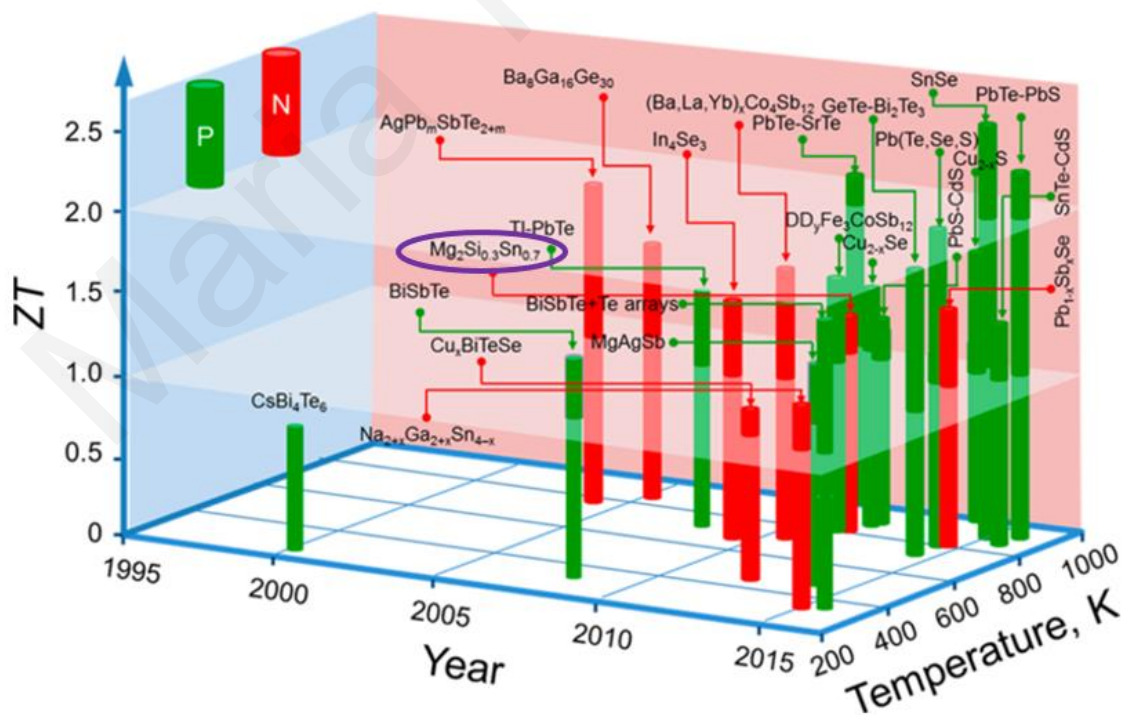 Maria
P
N
ZT
2.5
2.0
1.5
1.0
0.5
0
Ba₈Ga₁₆Ge₃₀
AgPbₘSbTe₂₊ₘ
(Ba,La,Yb)ₓCo₄Sb₁₂
In₄Se₃
PbTe-SrTe
GeTe-Bi₂Te₃
SnSe
PbTe-PbS
Pb(Te,Se,S)
Cu₂₋ₓS
PbS-CdS
SnTe-CdS
Tl-PbTe
Mg₂Si₀.₃Sn₀.₇
DDᵧFe₃CoSb₁₂
Cu₂₋ₓSe
Pb₁₋ₓSbₓSe
BiSbTe
BiSbTe+Te arrays
CuₓBiTeSe
MgAgSb
CsBi₄Te₆
Na₂₊ₓGa₂₊ₓSn₄₋ₓ
1995
2000
2005
2010
2015
Year
200
400
600
800
1000
Temperature, K